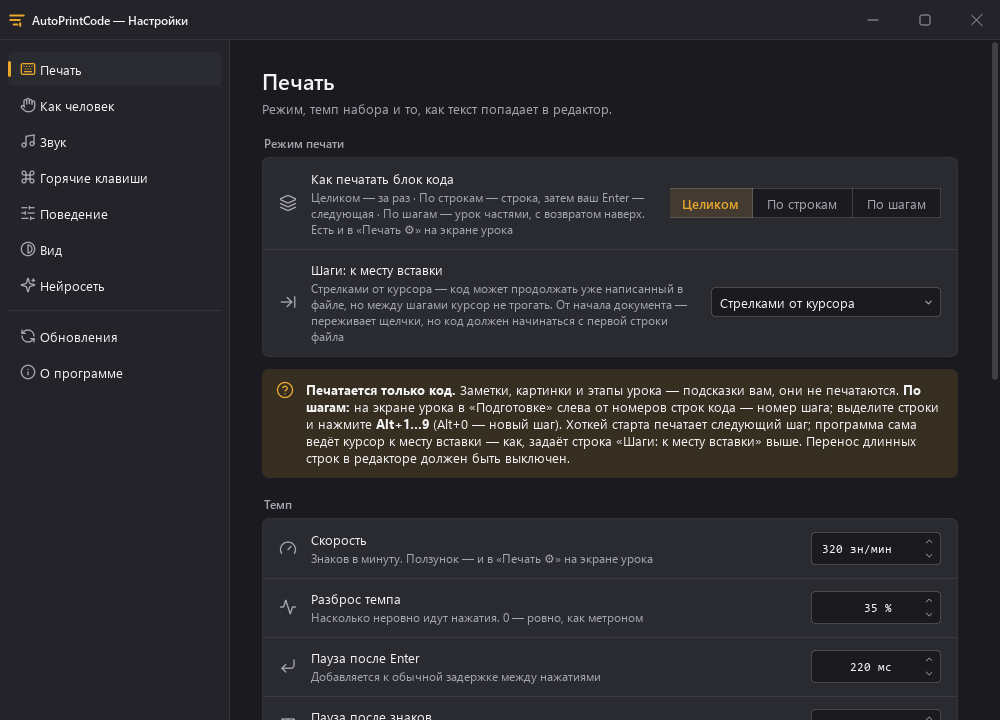 AutoPrintCode — Настройки
Печать
Как человек
Звук
Горячие клавиши
Поведение
Вид
Нейросеть
Обновления
О программе
Печать
Режим, темп набора и то, как текст попадает в редактор.
Режим печати
Как печатать блок кода
Целиком — за раз · По строкам — строка, затем ваш Enter —
следующая · По шагам — урок частями, с возвратом наверх.
Есть и в «Печать ⚙» на экране урока
Целиком
По строкам
По шагам
Шаги: к месту вставки
Стрелками от курсора — код может продолжать уже написанный в
файле, но между шагами курсор не трогать. От начала документа —
переживает щелчки, но код должен начинаться с первой строки
файла
Стрелками от курсора
Печатается только код. Заметки, картинки и этапы урока — подсказки вам, они не печатаются. По
шагам: на экране урока в «Подготовке» слева от номеров строк кода — номер шага; выделите строки
и нажмите Alt+1…9 (Alt+0 — новый шаг). Хоткей старта печатает следующий шаг; программа сама
ведёт курсор к месту вставки — как, задаёт строка «Шаги: к месту вставки» выше. Перенос длинных
строк в редакторе должен быть выключен.
Темп
Скорость
Знаков в минуту. Ползунок — и в «Печать ⚙» на экране урока
320 зн/мин
Разброс темпа
Насколько неровно идут нажатия. 0 — ровно, как метроном
35 %
Пауза после Enter
Добавляется к обычной задержке между нажатиями
220 мс
Пауза после знаков